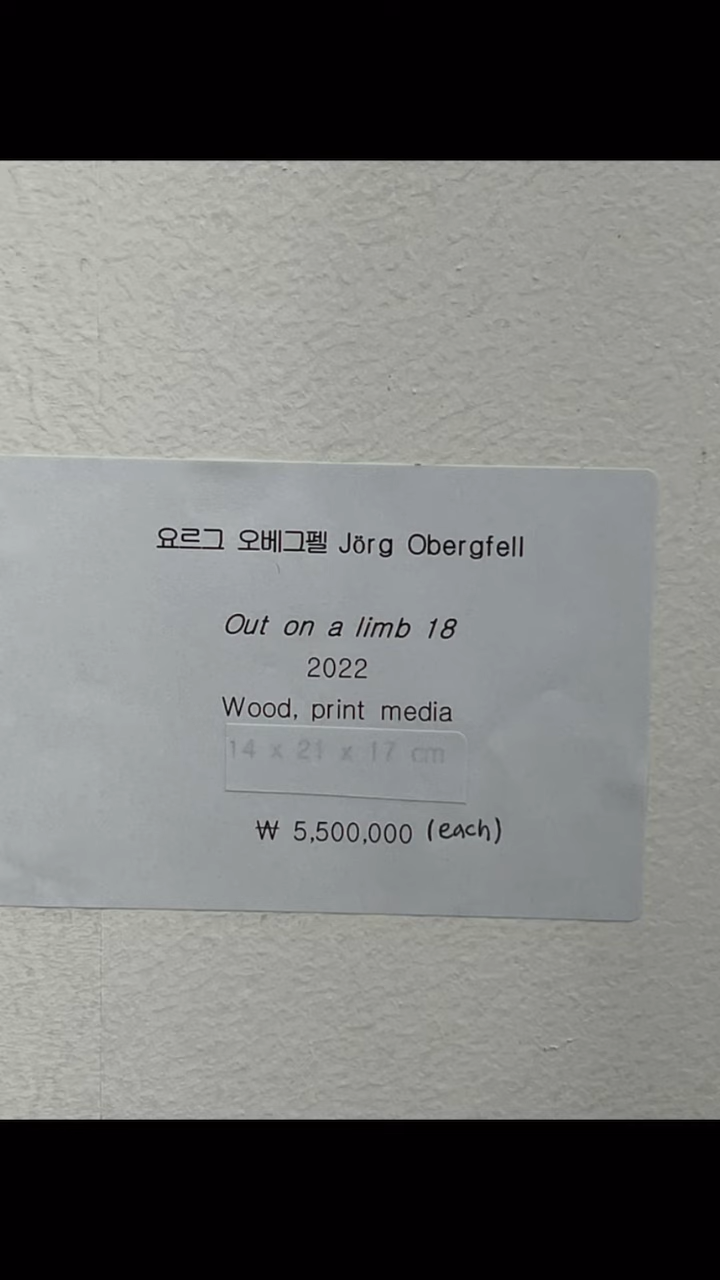 요르그 오베그펠 Jörg Obergfell
Out on a limb 18
2022
Wood, print media
14 x 21 x 17 cm
₩ 5,500,000 (each)